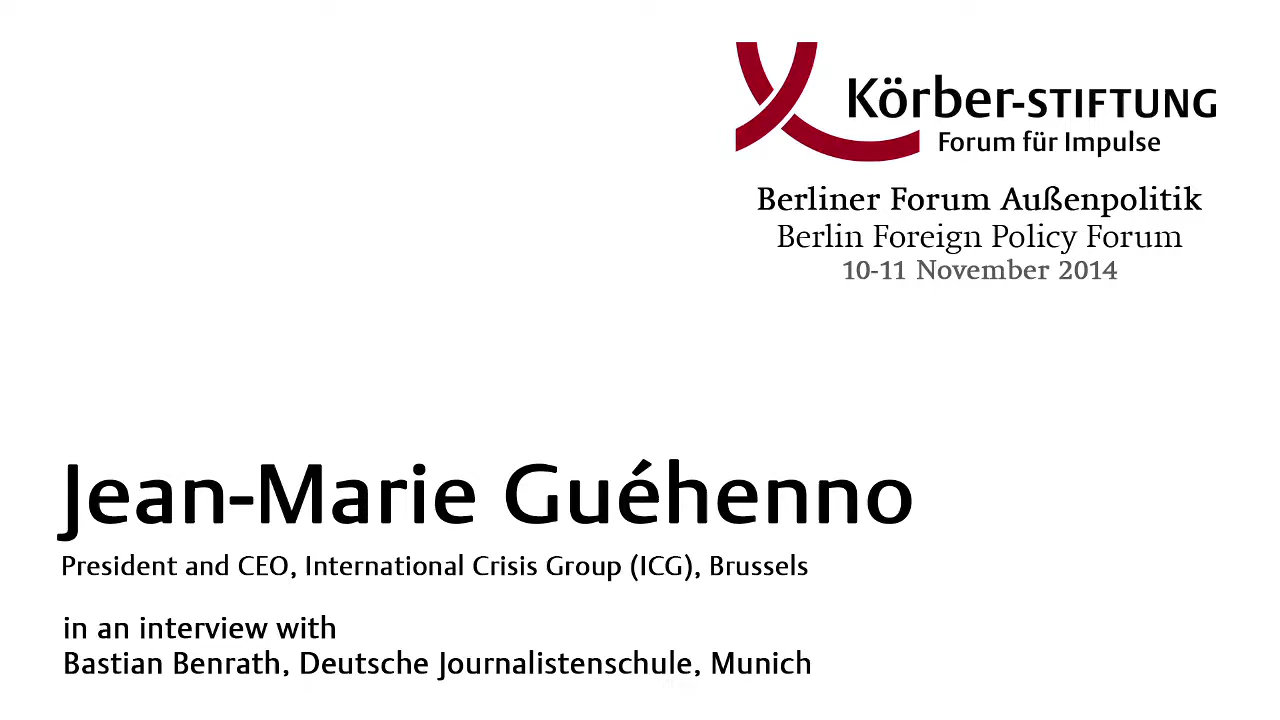 Körber-STIFTUNG
Forum für Impulse
Berliner Forum Außenpolitik
Berlin Foreign Policy Forum
10-11 November 2014
Jean-Marie Guéhenno
President and CEO, International Crisis Group (ICG), Brussels
in an interview with
Bastian Benrath, Deutsche Journalistenschule, Munich